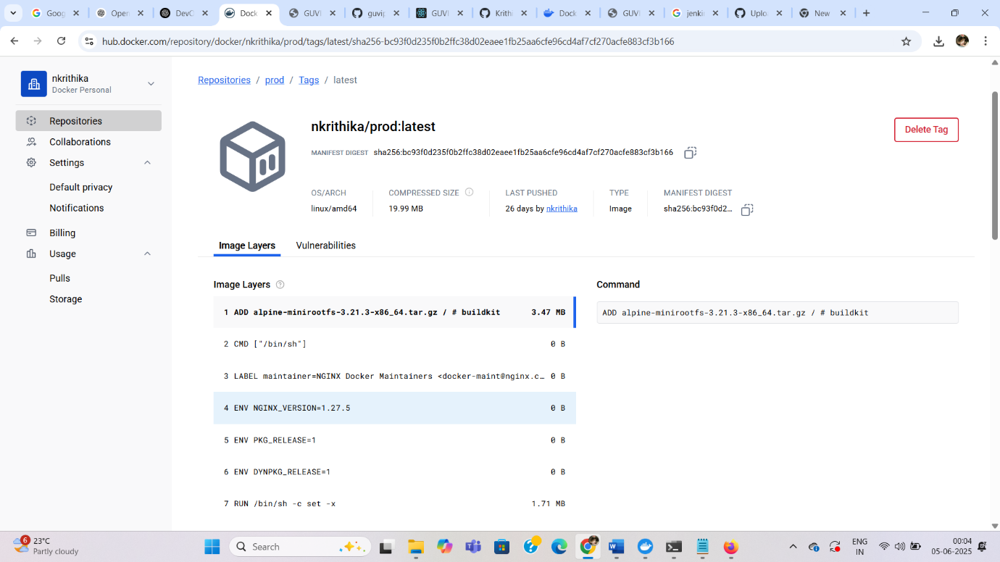 Goog
Open
DevO
Dock
GUVI
guvip
GUVI
Krithi
Dock
GUVI
jenki
Uplo
New
hub.docker.com/repository/docker/nkrithika/prod/tags/latest/sha256-bc93f0d235f0b2ffc38d02eaee1fb25aa6cfe96cd4af7cf270acfe883cf3b166
nkrithika
Docker Personal
Repositories
Collaborations
Settings
Default privacy
Notifications
Billing
Usage
Pulls
Storage
Repositories / prod / Tags / latest
nkrithika/prod:latest
Delete Tag
MANIFEST DIGEST sha256:bc93f0d235f0b2ffc38d02eaee1fb25aa6cfe96cd4af7cf270acfe883cf3b166
OS/ARCH COMPRESSED SIZE LAST PUSHED TYPE MANIFEST DIGEST
linux/amd64 19.99 MB 26 days by nkrithika Image sha256:bc93f0d2...
Image Layers Vulnerabilities
Image Layers
1 ADD alpine-minirootfs-3.21.3-x86_64.tar.gz / # buildkit 3.47 MB
2 CMD ["/bin/sh"] 0 B
3 LABEL maintainer=NGINX Docker Maintainers <docker-maint@nginx.c… 0 B
4 ENV NGINX_VERSION=1.27.5 0 B
5 ENV PKG_RELEASE=1 0 B
6 ENV DYNPKG_RELEASE=1 0 B
7 RUN /bin/sh -c set -x 1.71 MB
Command
ADD alpine-minirootfs-3.21.3-x86_64.tar.gz / # buildkit
6
23°C
Partly cloudy
Search
ENG
IN
00:04
05-06-2025